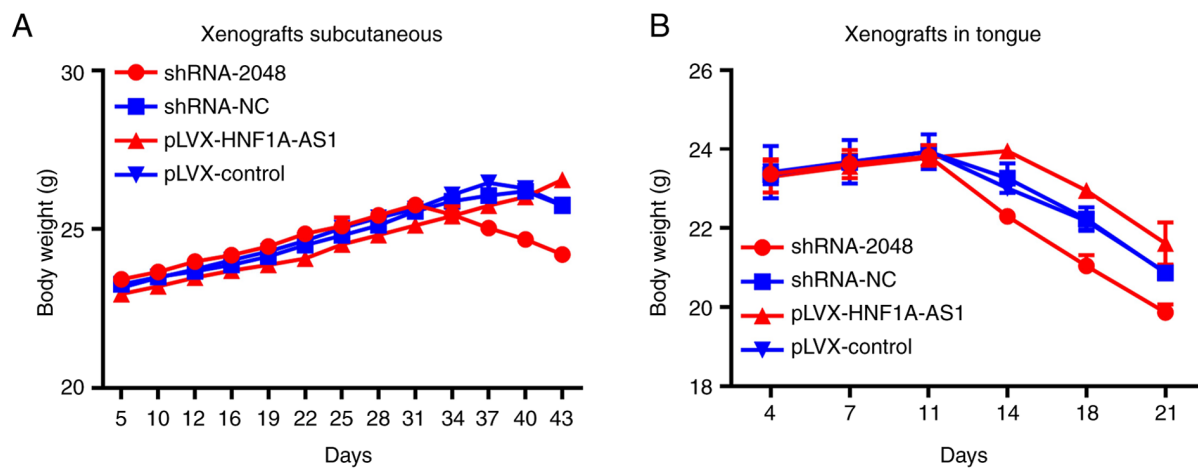 A
Xenografts subcutaneous
30
25
20
Body weight (g)
shRNA-2048
shRNA-NC
pLVX-HNF1A-AS1
pLVX-control
5 10 12 16 19 22 25 28 31 34 37 40 43
Days
B
Xenografts in tongue
26
24
22
20
18
Body weight (g)
shRNA-2048
shRNA-NC
pLVX-HNF1A-AS1
pLVX-control
4 7 11 14 18 21
Days